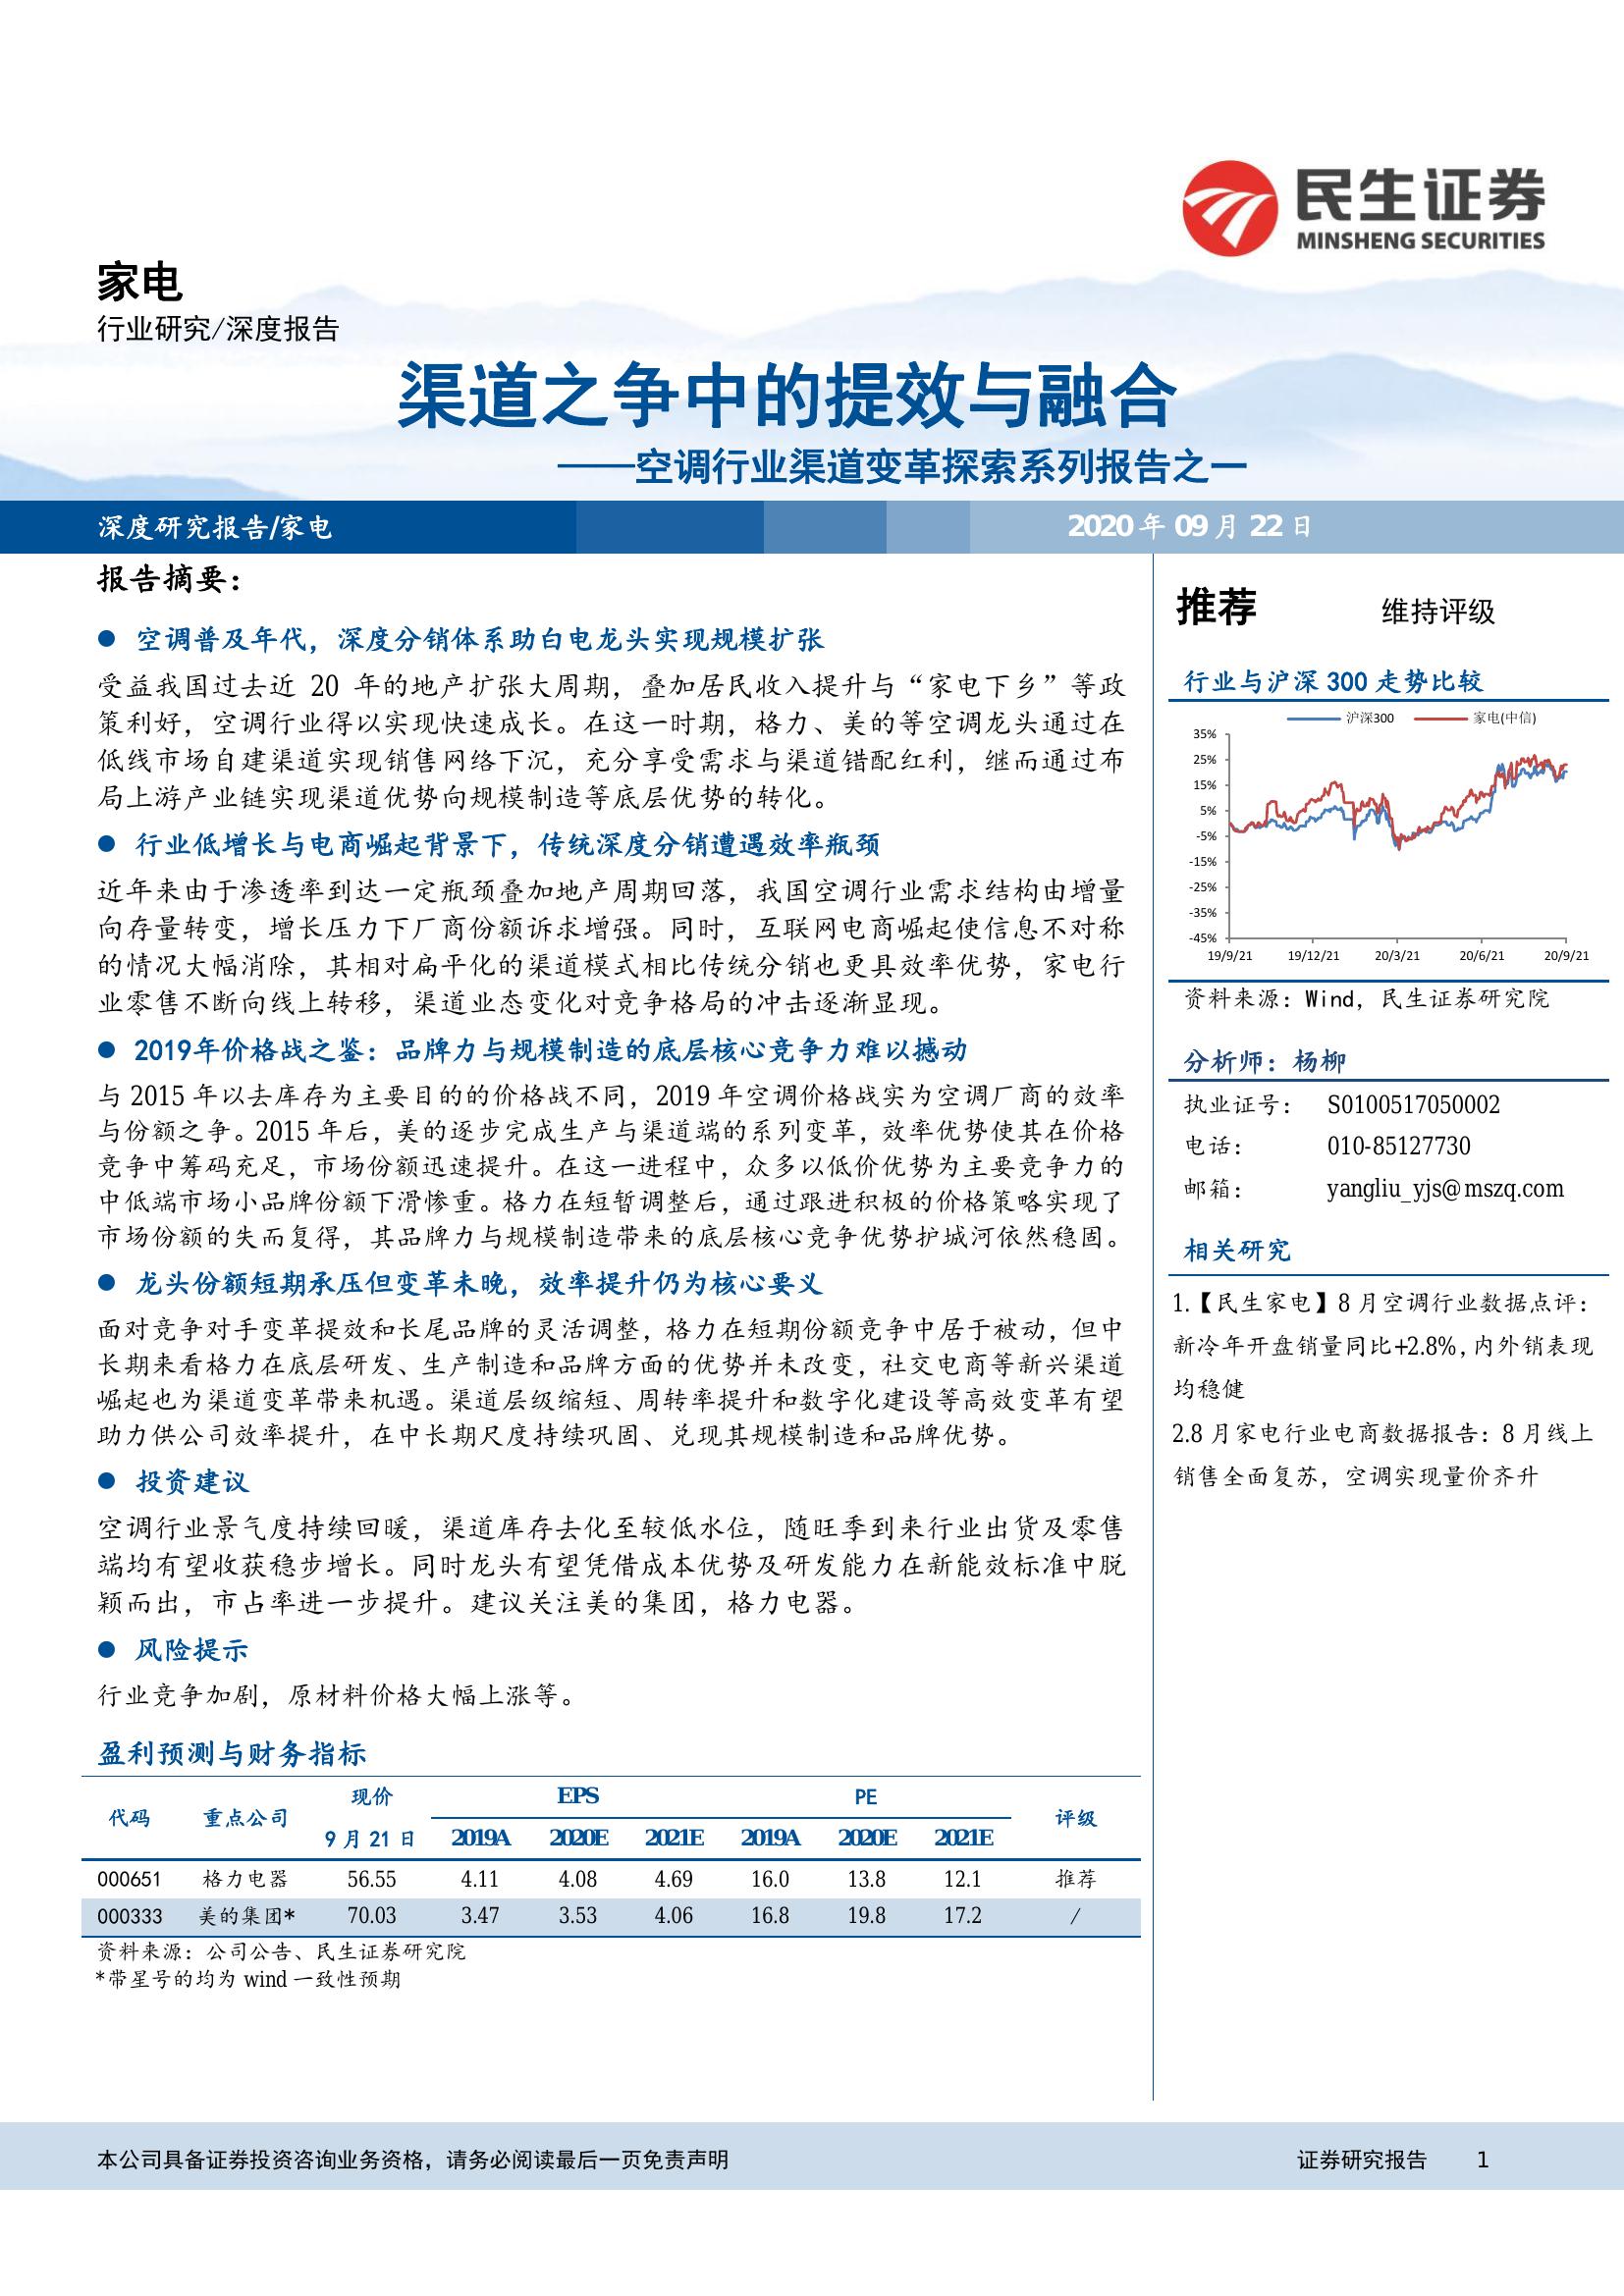 民生证券
MINSHENG SECURITIES
家电
行业研究/深度报告
渠道之争中的提效与融合
——空调行业渠道变革探索系列报告之一
深度研究报告/家电 2020 年 09 月 22 日
报告摘要：
● 空调普及年代，深度分销体系助白电龙头实现规模扩张
受益我国过去近 20 年的地产扩张大周期，叠加居民收入提升与“家电下乡”等政
策利好，空调行业得以实现快速成长。在这一时期，格力、美的等空调龙头通过在
低线市场自建渠道实现销售网络下沉，充分享受需求与渠道错配红利，继而通过布
局上游产业链实现渠道优势向规模制造等底层优势的转化。
● 行业低增长与电商崛起背景下，传统深度分销遭遇效率瓶颈
近年来由于渗透率到达一定瓶颈叠加地产周期回落，我国空调行业需求结构由增量
向存量转变，增长压力下厂商份额诉求增强。同时，互联网电商崛起使信息不对称
的情况大幅消除，其相对扁平化的渠道模式相比传统分销也更具效率优势，家电行
业零售不断向线上转移，渠道业态变化对竞争格局的冲击逐渐显现。
● 2019年价格战之鉴：品牌力与规模制造的底层核心竞争力难以撼动
与 2015 年以去库存为主要目的的价格战不同，2019 年空调价格战实为空调厂商的效率
与份额之争。2015 年后，美的逐步完成生产与渠道端的系列变革，效率优势使其在价格
竞争中筹码充足，市场份额迅速提升。在这一进程中，众多以低价优势为主要竞争力的
中低端市场小品牌份额下滑惨重。格力在短暂调整后，通过跟进积极的价格策略实现了
市场份额的失而复得，其品牌力与规模制造带来的底层核心竞争优势护城河依然稳固。
● 龙头份额短期承压但变革未晚，效率提升仍为核心要义
面对竞争对手变革提效和长尾品牌的灵活调整，格力在短期份额竞争中居于被动，但中
长期来看格力在底层研发、生产制造和品牌方面的优势并未改变，社交电商等新兴渠道
崛起也为渠道变革带来机遇。渠道层级缩短、周转率提升和数字化建设等高效变革有望
助力供公司效率提升，在中长期尺度持续巩固、兑现其规模制造和品牌优势。
● 投资建议
空调行业景气度持续回暖，渠道库存去化至较低水位，随旺季到来行业出货及零售
端均有望收获稳步增长。同时龙头有望凭借成本优势及研发能力在新能效标准中脱
颖而出，市占率进一步提升。建议关注美的集团，格力电器。
● 风险提示
行业竞争加剧，原材料价格大幅上涨等。
盈利预测与财务指标
代码 重点公司 现价 EPS PE 评级
9 月 21 日 2019A 2020E 2021E 2019A 2020E 2021E
000651 格力电器 56.55 4.11 4.08 4.69 16.0 13.8 12.1 推荐
000333 美的集团* 70.03 3.47 3.53 4.06 16.8 19.8 17.2 /
资料来源：公司公告、民生证券研究院
*带星号的均为 wind 一致性预期
推荐 维持评级
行业与沪深 300 走势比较
沪深300 家电(中信)
35%
25%
15%
5%
-5%
-15%
-25%
-35%
-45%
19/9/21 19/12/21 20/3/21 20/6/21 20/9/21
资料来源：Wind，民生证券研究院
分析师：杨柳
执业证号： S0100517050002
电话： 010-85127730
邮箱： yangliu_yjs@mszq.com
相关研究
1.【民生家电】8 月空调行业数据点评：
新冷年开盘销量同比+2.8%，内外销表现
均稳健
2.8 月家电行业电商数据报告：8 月线上
销售全面复苏，空调实现量价齐升
本公司具备证券投资咨询业务资格，请务必阅读最后一页免责声明 证券研究报告 1